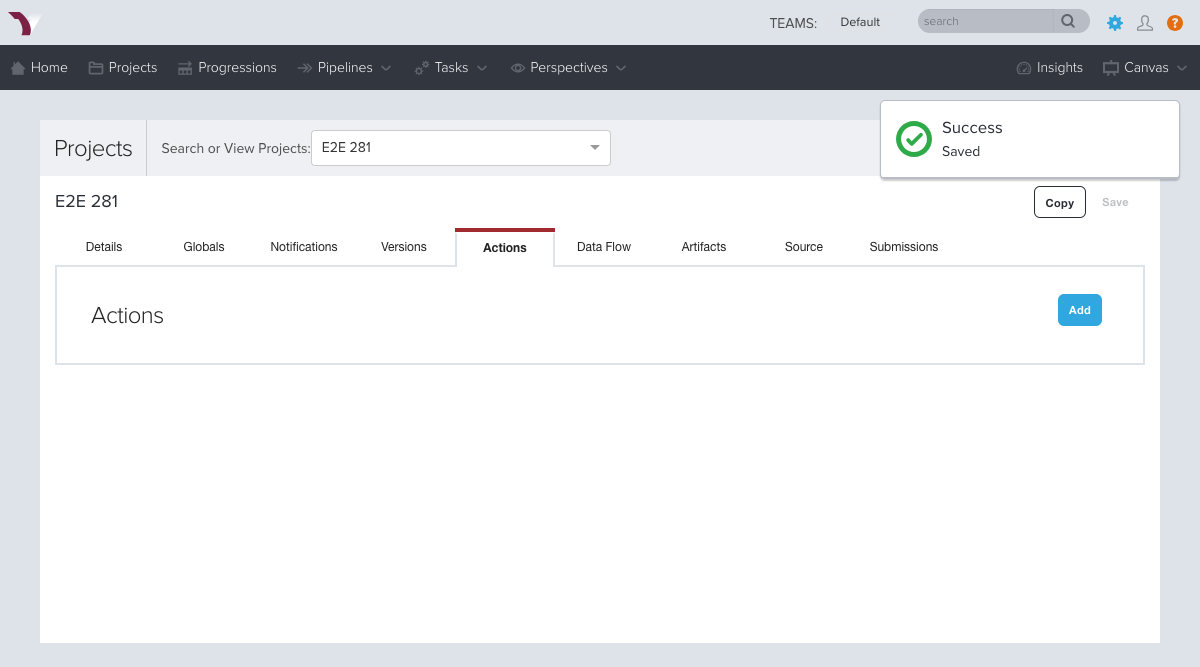 TEAMS: Default search ?
Home Projects Progressions Pipelines Tasks Perspectives Insights Canvas
Success
Saved
Projects Search or View Projects: E2E 281
E2E 281 Copy Save
Details Globals Notifications Versions Actions Data Flow Artifacts Source Submissions
Actions Add